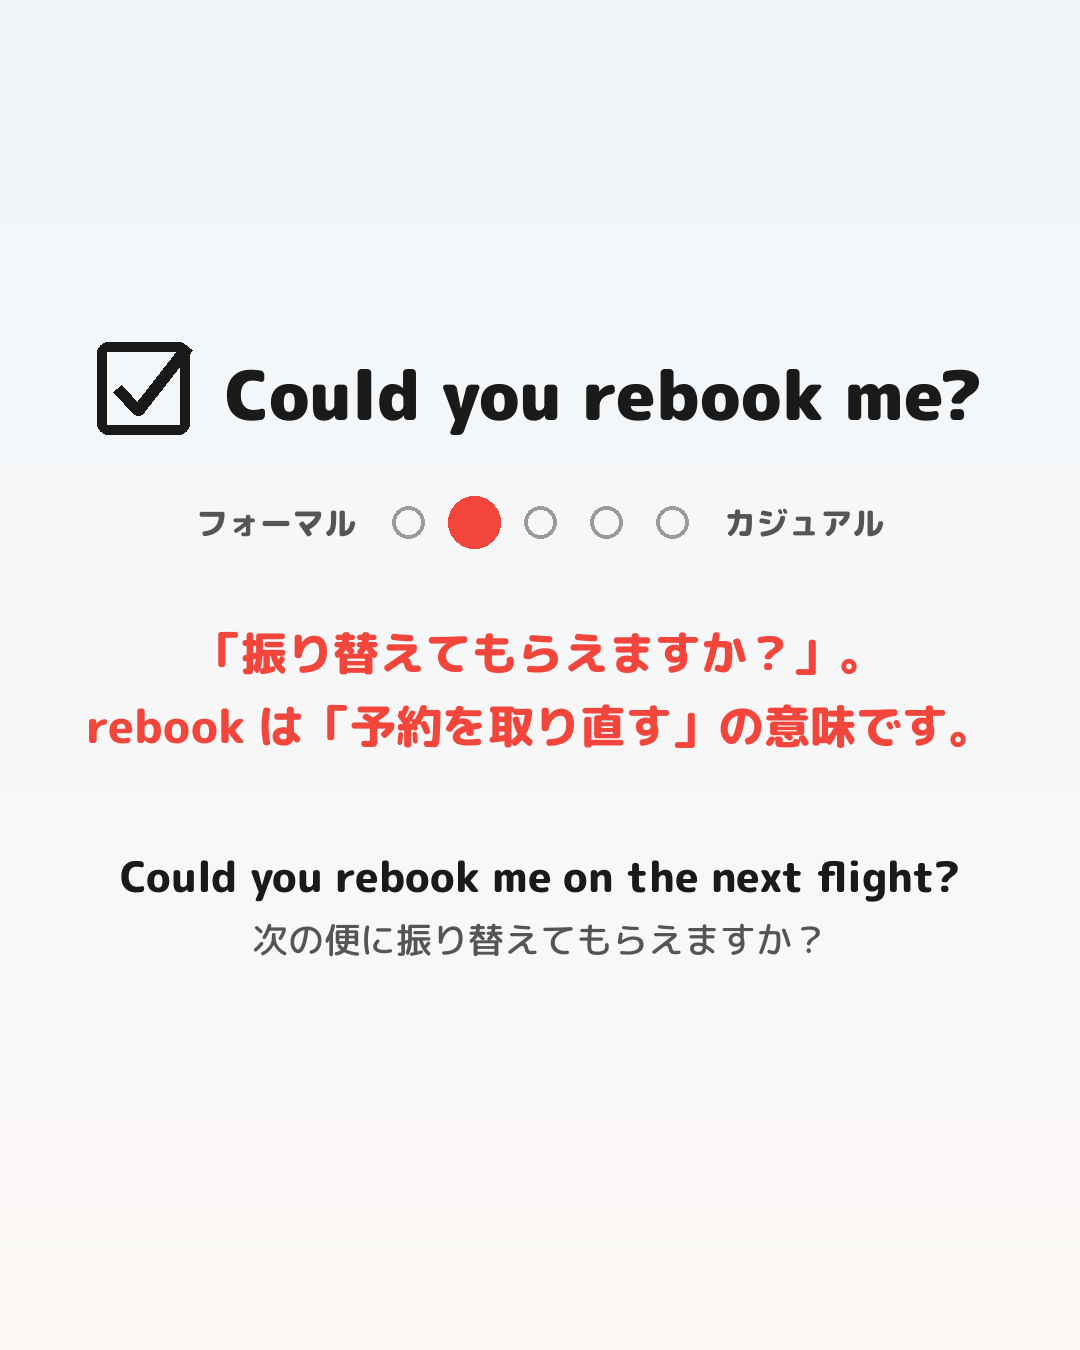 Could you rebook me?
フォーマル カジュアル
「振り替えてもらえますか？」。
rebook は「予約を取り直す」の意味です。
Could you rebook me on the next flight?
次の便に振り替えてもらえますか？